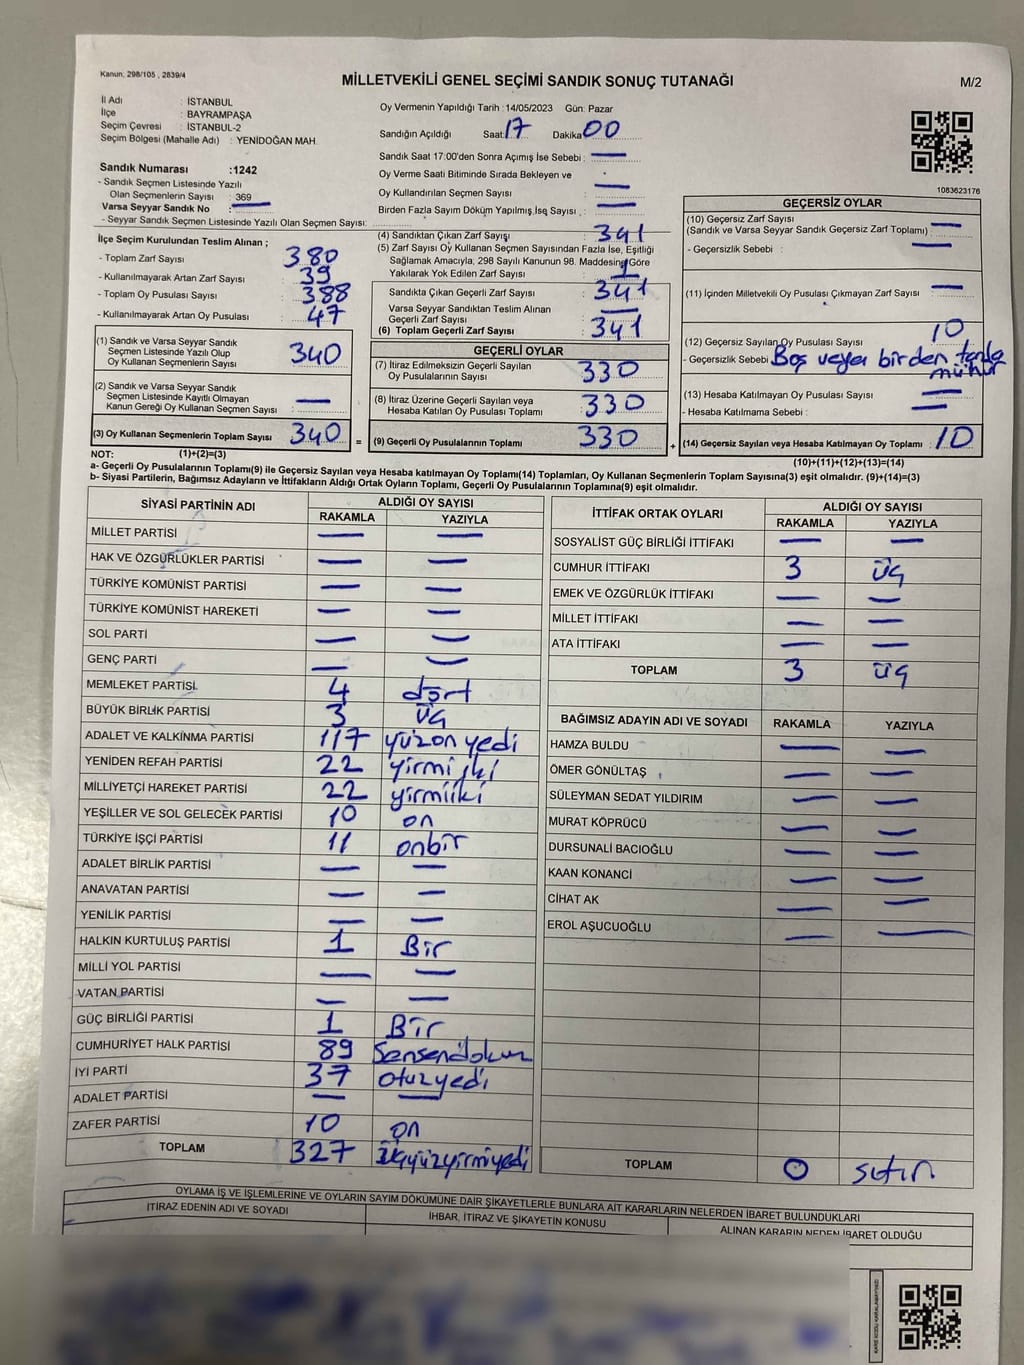 Kanun, 298/105, 2839/4
MİLLETVEKİLİ GENEL SEÇİMİ SANDIK SONUÇ TUTANAĞI
M/2
İl Adı : İSTANBUL
İlçe : BAYRAMPAŞA
Seçim Çevresi : İSTANBUL-2
Seçim Bölgesi (Mahalle Adı) : YENİDOĞAN MAH.
Oy Vermenin Yapıldığı Tarih : 14/05/2023 Gün: Pazar
Sandığın Açıldığı Saat: 17 Dakika 00
Sandık Saat 17:00'den Sonra Açılmış İse Sebebi : —
Oy Verme Saati Bitiminde Sırada Bekleyen ve
Oy Kullandırılan Seçmen Sayısı : —
Birden Fazla Sayım Döküm Yapılmış İse Sayısı : —
Sandık Numarası : 1242
- Sandık Seçmen Listesinde Yazılı
Olan Seçmenlerin Sayısı : 369
Varsa Seyyar Sandık No : —
- Seyyar Sandık Seçmen Listesinde Yazılı Olan Seçmen Sayısı:
1083623176
İlçe Seçim Kurulundan Teslim Alınan ;
- Toplam Zarf Sayısı : 380
- Kullanılmayarak Artan Zarf Sayısı : 39
- Toplam Oy Pusulası Sayısı : 388
- Kullanılmayarak Artan Oy Pusulası : 47
(1) Sandık ve Varsa Seyyar Sandık
Seçmen Listesinde Yazılı Olup
Oy Kullanan Seçmenlerin Sayısı : 340
(2) Sandık ve Varsa Seyyar Sandık
Seçmen Listesinde Kayıtlı Olmayan
Kanun Gereği Oy Kullanan Seçmen Sayısı : —
(3) Oy Kullanan Seçmenlerin Toplam Sayısı : 340
(4) Sandıktan Çıkan Zarf Sayısı : 341
(5) Zarf Sayısı Oy Kullanan Seçmen Sayısından Fazla İse, Eşitliği
Sağlamak Amacıyla, 298 Sayılı Kanunun 98. Maddesine Göre
Yakılarak Yok Edilen Zarf Sayısı : 1
Sandıkta Çıkan Geçerli Zarf Sayısı : 341
Varsa Seyyar Sandıktan Teslim Alınan
Geçerli Zarf Sayısı : —
(6) Toplam Geçerli Zarf Sayısı : 341
GEÇERLİ OYLAR
(7) İtiraz Edilmeksizin Geçerli Sayılan
Oy Pusulalarının Sayısı : 330
(8) İtiraz Üzerine Geçerli Sayılan veya
Hesaba Katılan Oy Pusulası Toplamı : 330
= (9) Geçerli Oy Pusulalarının Toplamı : 330
GEÇERSİZ OYLAR
(10) Geçersiz Zarf Sayısı
(Sandık ve Varsa Seyyar Sandık Geçersiz Zarf Toplamı) : —
- Geçersizlik Sebebi : —
(11) İçinden Milletvekili Oy Pusulası Çıkmayan Zarf Sayısı : —
(12) Geçersiz Sayılan Oy Pusulası Sayısı : 10
- Geçersizlik Sebebi : Boş veya birden fazla
mühür
(13) Hesaba Katılmayan Oy Pusulası Sayısı : —
- Hesaba Katılmama Sebebi : —
+ (14) Geçersiz Sayılan veya Hesaba Katılmayan Oy Toplamı : 10
NOT: (1)+(2)=(3)
(10)+(11)+(12)+(13)=(14)
a- Geçerli Oy Pusulalarının Toplamı(9) ile Geçersiz Sayılan veya Hesaba katılmayan Oy Toplamı(14) Toplamları, Oy Kullanan Seçmenlerin Toplam Sayısına(3) eşit olmalıdır. (9)+(14)=(3)
b- Siyasi Partilerin, Bağımsız Adayların ve İttifakların Aldığı Ortak Oyların Toplamı, Geçerli Oy Pusulalarının Toplamına(9) eşit olmalıdır.
SİYASİ PARTİNİN ADI ALDIĞI OY SAYISI
RAKAMLA YAZIYLA
MİLLET PARTİSİ — —
HAK VE ÖZGÜRLÜKLER PARTİSİ — —
TÜRKİYE KOMÜNİST PARTİSİ — —
TÜRKİYE KOMÜNİST HAREKETİ — —
SOL PARTİ — —
GENÇ PARTİ — —
MEMLEKET PARTİSİ 4 dört
BÜYÜK BİRLİK PARTİSİ 3 üç
ADALET VE KALKINMA PARTİSİ 117 yüzon yedi
YENİDEN REFAH PARTİSİ 22 yirmi iki
MİLLİYETÇİ HAREKET PARTİSİ 22 yirmiiki
YEŞİLLER VE SOL GELECEK PARTİSİ 10 on
TÜRKİYE İŞÇİ PARTİSİ 11 onbir
ADALET BİRLİK PARTİSİ — —
ANAVATAN PARTİSİ — —
YENİLİK PARTİSİ — —
HALKIN KURTULUŞ PARTİSİ 1 Bir
MİLLİ YOL PARTİSİ — —
VATAN PARTİSİ — —
GÜÇ BİRLİĞİ PARTİSİ 1 Bir
CUMHURİYET HALK PARTİSİ 89 Sensendokuz
İYİ PARTİ 37 otuzyedi
ADALET PARTİSİ — —
ZAFER PARTİSİ 10 on
TOPLAM 327 üçyüzyirmiyedi
İTTİFAK ORTAK OYLARI ALDIĞI OY SAYISI
RAKAMLA YAZIYLA
SOSYALİST GÜÇ BİRLİĞİ İTTİFAKI — —
CUMHUR İTTİFAKI 3 üç
EMEK VE ÖZGÜRLÜK İTTİFAKI — —
MİLLET İTTİFAKI — —
ATA İTTİFAKI — —
TOPLAM 3 üç
BAĞIMSIZ ADAYIN ADI VE SOYADI RAKAMLA YAZIYLA
HAMZA BULDU — —
ÖMER GÖNÜLTAŞ — —
SÜLEYMAN SEDAT YILDIRIM — —
MURAT KÖPRÜCÜ — —
DURSUNALİ BACIOĞLU — —
KAAN KONANCİ — —
CİHAT AK — —
EROL AŞUCUOĞLU — —
TOPLAM 0 sıfır
OYLAMA İŞ VE İŞLEMLERİNE VE OYLARIN SAYIM DÖKÜMÜNE DAİR ŞİKAYETLERLE BUNLARA AİT KARARLARIN NELERDEN İBARET BULUNDUKLARI
İTİRAZ EDENİN ADI VE SOYADI
İHBAR, İTİRAZ VE ŞİKAYETİN KONUSU
ALINAN KARARIN NEDEN İBARET OLDUĞU
KARE KODU KARALAMAYINIZ!